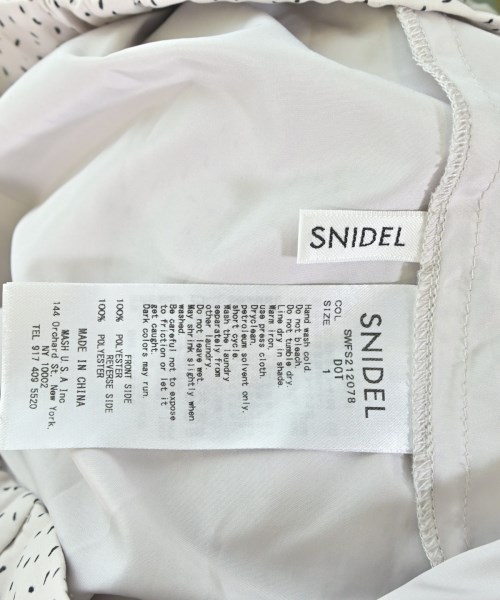 SNIDEL
SNIDEL
SWFS212078
COL DOT
SIZE 1
Hand wash cold.
Do not bleach.
Do not tumble dry.
Line dry in shade.
Warm iron.
use press cloth.
Dryclean,
petroleum solvent only.
short cycle.
Wash the laundry
separately from
other laundry.
Do not leave wet.
May shrink slightly when
washed.
Be careful not to expose
to friction or let it
get caught.
Dark colors may run.
FRONT SIDE
100% POLYESTER
REVERSE SIDE
100% POLYESTER
MADE IN CHINA
MASH U.S.A Inc.
144 Orchard St, New York,
NY 10002
TEL 917 409 5520